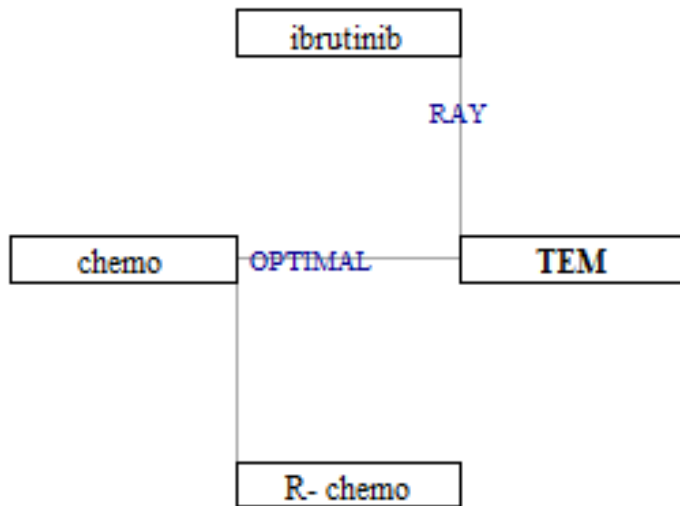 ibrutinib
RAY
chemo
OPTIMAL
TEM
R- chemo